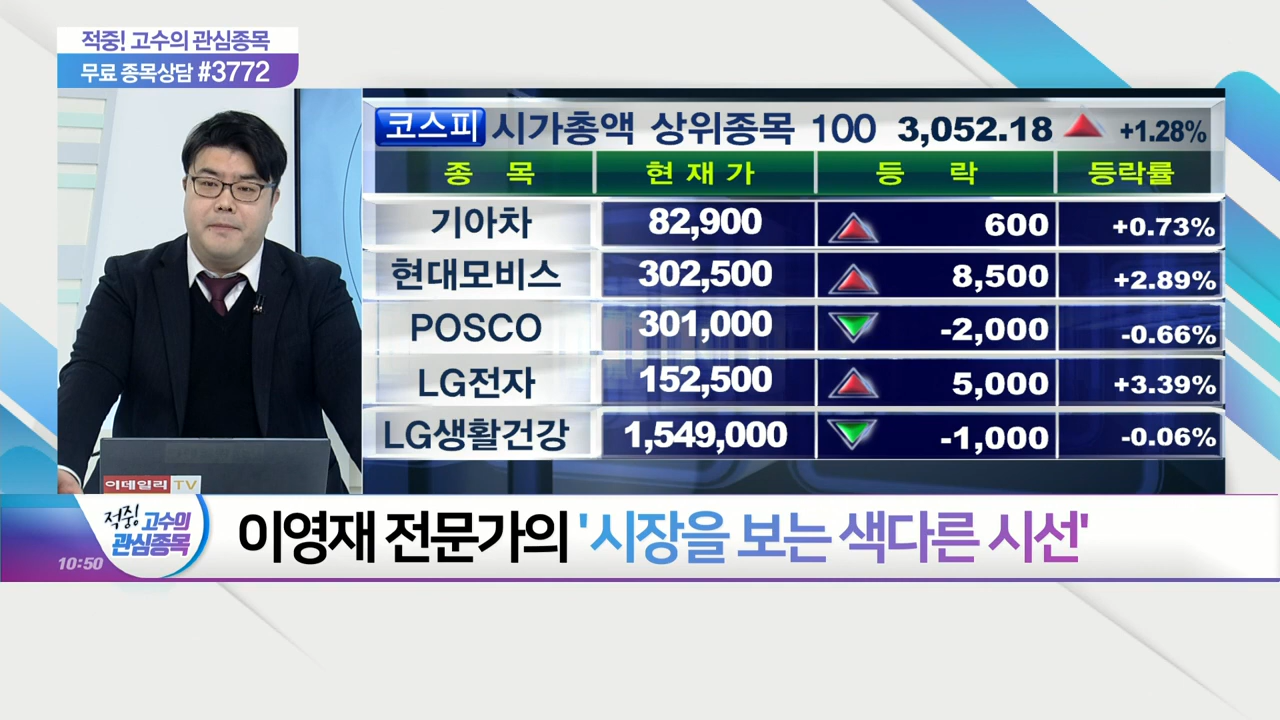 적중! 고수의 관심종목
무료 종목상담 #3772
코스피 시가총액 상위종목 100 3,052.18 ▲ +1.28%
종 목 현 재 가 등 락 등락률
기아차 82,900 ▲ 600 +0.73%
현대모비스 302,500 ▲ 8,500 +2.89%
POSCO 301,000 ▼ -2,000 -0.66%
LG전자 152,500 ▲ 5,000 +3.39%
LG생활건강 1,549,000 ▼ -1,000 -0.06%
이데일리 TV
적중! 고수의
관심종목
10:50
이영재 전문가의 '시장을 보는 색다른 시선'